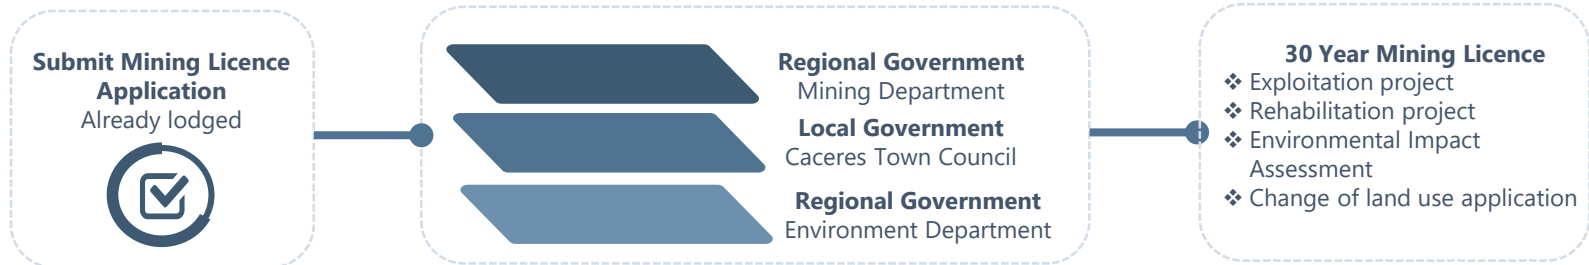 Submit Mining Licence
Application
Already lodged
Regional Government
Mining Department
Local Government
Caceres Town Council
Regional Government
Environment Department
30 Year Mining Licence
❖ Exploitation project
❖ Rehabilitation project
❖ Environmental Impact
Assessment
❖ Change of land use application